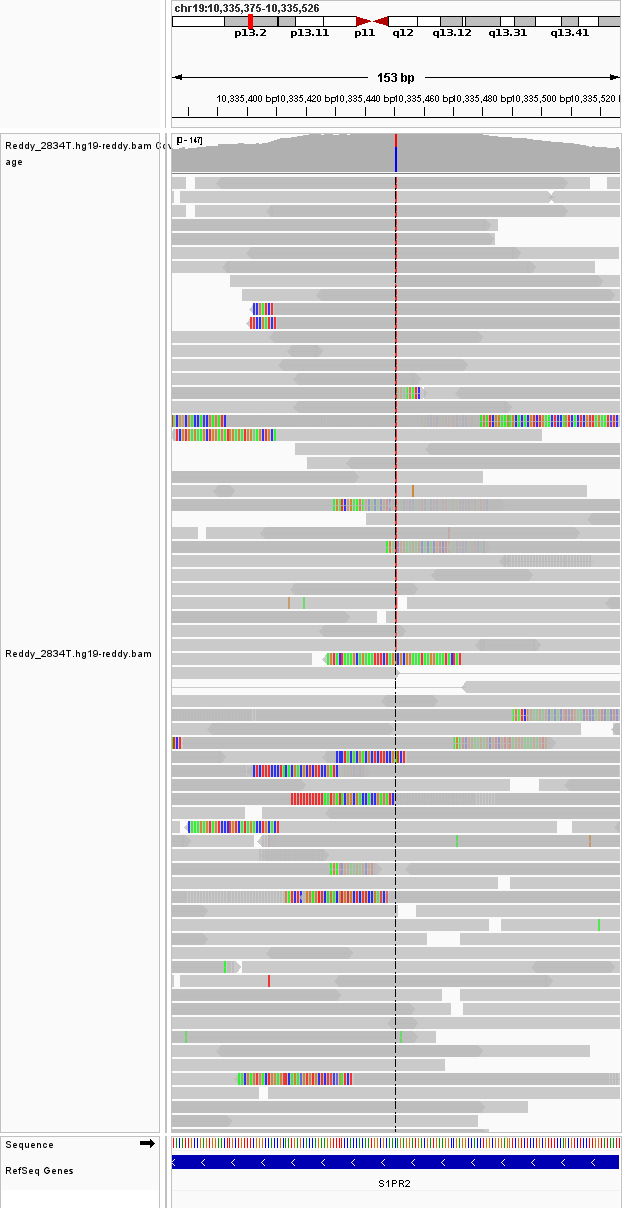 chr19:10,335,375-10,335,526
p13.2 p13.11 p11 q12 q13.12 q13.31 q13.41
153 bp
10,335,400 bp 10,335,420 bp 10,335,440 bp 10,335,460 bp 10,335,480 bp 10,335,500 bp 10,335,520 b
Reddy_2834T.hg19-reddy.bam Cov
age
[0 - 147]
Reddy_2834T.hg19-reddy.bam
Sequence
RefSeq Genes
S1PR2